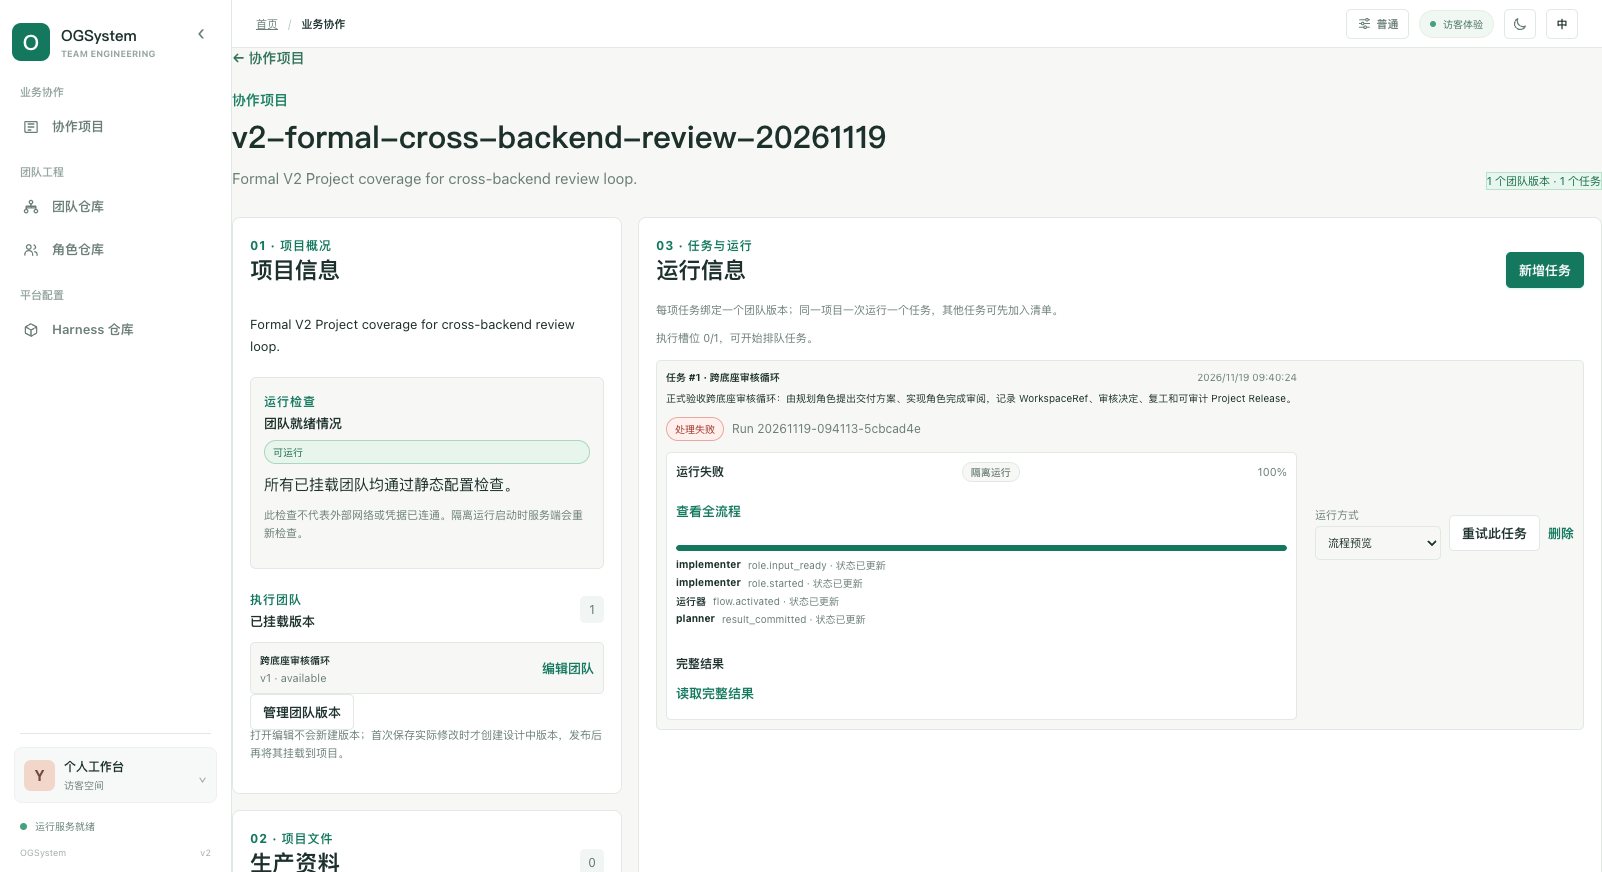 O
OGSystem
TEAM ENGINEERING
业务协作
协作项目
团队工程
团队仓库
角色仓库
平台配置
Harness 仓库
Y
个人工作台
访客空间
运行服务就绪
OGSystem
v2
首页 / 业务协作
普通
访客体验
中
← 协作项目
协作项目
v2-formal-cross-backend-review-20261119
Formal V2 Project coverage for cross-backend review loop.
1 个团队版本 · 1 个任务
01 · 项目概况
项目信息
Formal V2 Project coverage for cross-backend review
loop.
运行检查
团队就绪情况
可运行
所有已挂载团队均通过静态配置检查。
此检查不代表外部网络或凭据已连通。隔离运行启动时服务端会重
新检查。
执行团队
已挂载版本
1
跨底座审核循环
v1 · available
编辑团队
管理团队版本
打开编辑不会新建版本；首次保存实际修改时才创建设计中版本，发布后
再将其挂载到项目。
02 · 项目文件
生产资料
0
03 · 任务与运行
运行信息
新增任务
每项任务绑定一个团队版本；同一项目一次运行一个任务，其他任务可先加入清单。
执行槽位 0/1，可开始排队任务。
任务 #1 · 跨底座审核循环
2026/11/19 09:40:24
正式验收跨底座审核循环：由规划角色提出交付方案、实现角色完成审阅，记录 WorkspaceRef、审核决定、复工和可审计 Project Release。
处理失败
Run 20261119-094113-5cbcad4e
运行失败
隔离运行
100%
查看全流程
implementer role.input_ready · 状态已更新
implementer role.started · 状态已更新
运行器 flow.activated · 状态已更新
planner result_committed · 状态已更新
完整结果
读取完整结果
运行方式
流程预览
重试此任务
删除